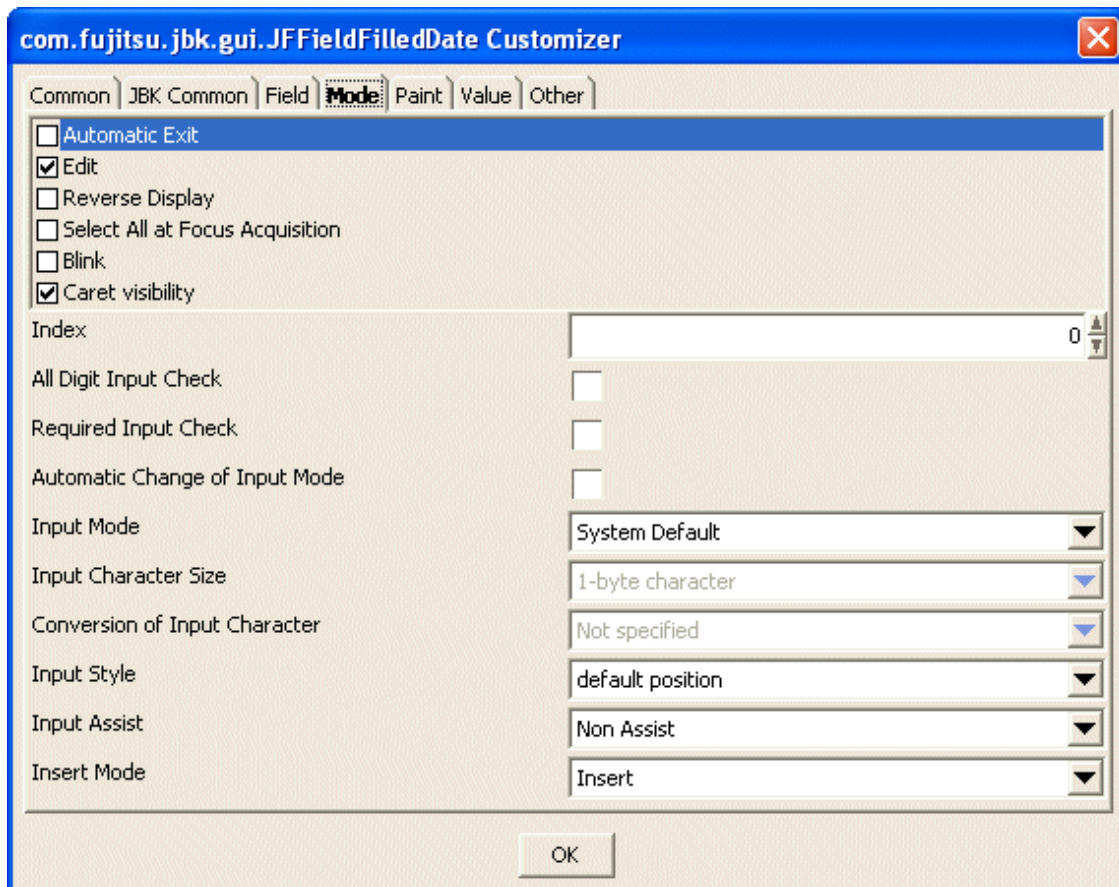 com.fujitsu.jbk.gui.JFFieldFilledDate Customizer
Common JBK Common Field Mode Paint Value Other
Automatic Exit
Edit
Reverse Display
Select All at Focus Acquisition
Blink
Caret visibility
Index 0
All Digit Input Check
Required Input Check
Automatic Change of Input Mode
Input Mode System Default
Input Character Size 1-byte character
Conversion of Input Character Not specified
Input Style default position
Input Assist Non Assist
Insert Mode Insert
OK